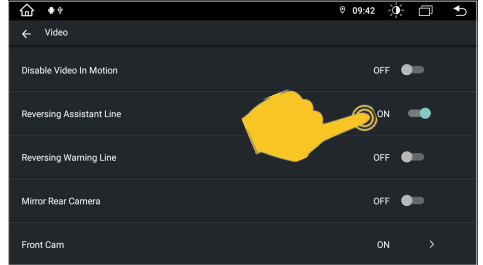 09:42
Video
Disable Video In Motion OFF
Reversing Assistant Line ON
Reversing Warning Line OFF
Mirror Rear Camera OFF
Front Cam ON